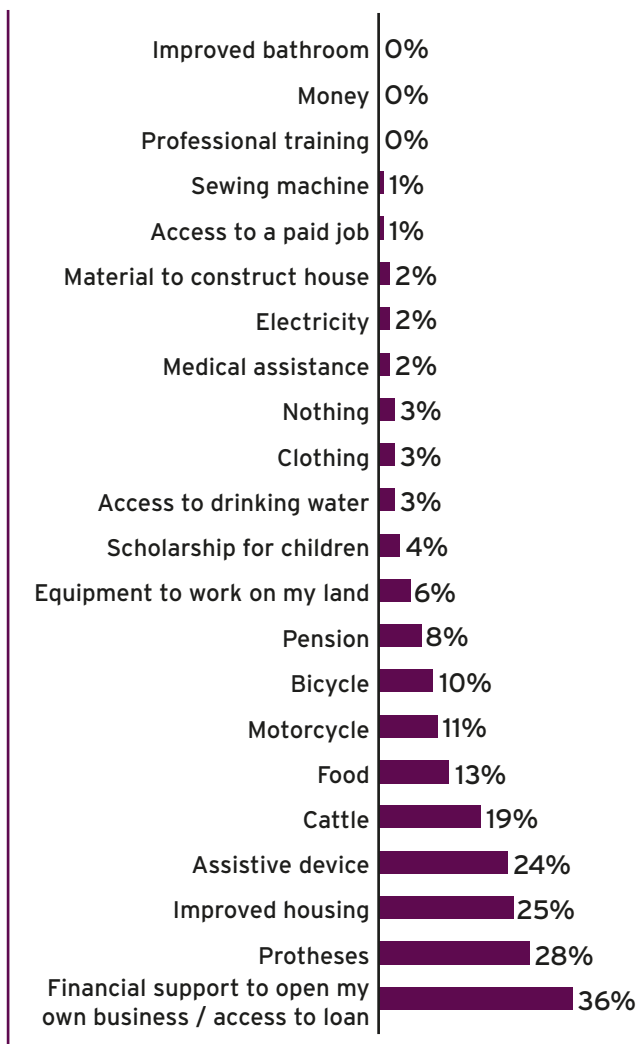 Improved bathroom 0%
Money 0%
Professional training 0%
Sewing machine 1%
Access to a paid job 1%
Material to construct house 2%
Electricity 2%
Medical assistance 2%
Nothing 3%
Clothing 3%
Access to drinking water 3%
Scholarship for children 4%
Equipment to work on my land 6%
Pension 8%
Bicycle 10%
Motorcycle 11%
Food 13%
Cattle 19%
Assistive device 24%
Improved housing 25%
Protheses 28%
Financial support to open my
own business / access to loan 36%